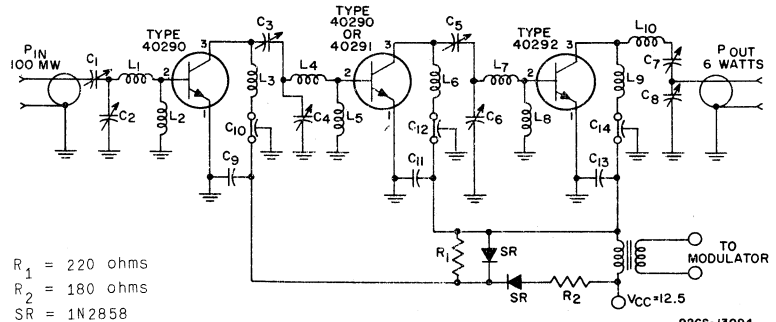 TYPE 40290
TYPE 40290 OR 40291
TYPE 40292
PIN 100 MW
P OUT 6 WATTS
C1
L1
2
3
1
C2
L2
C3
L3
C10
C9
L4
C4
L5
2
3
1
C5
L6
C12
C11
L7
C6
L8
2
3
1
L10
L9
C7
C8
C14
C13
R1
SR
SR
R2
TO MODULATOR
VCC=12.5
R1 = 220 ohms
R2 = 180 ohms
SR = 1N2858